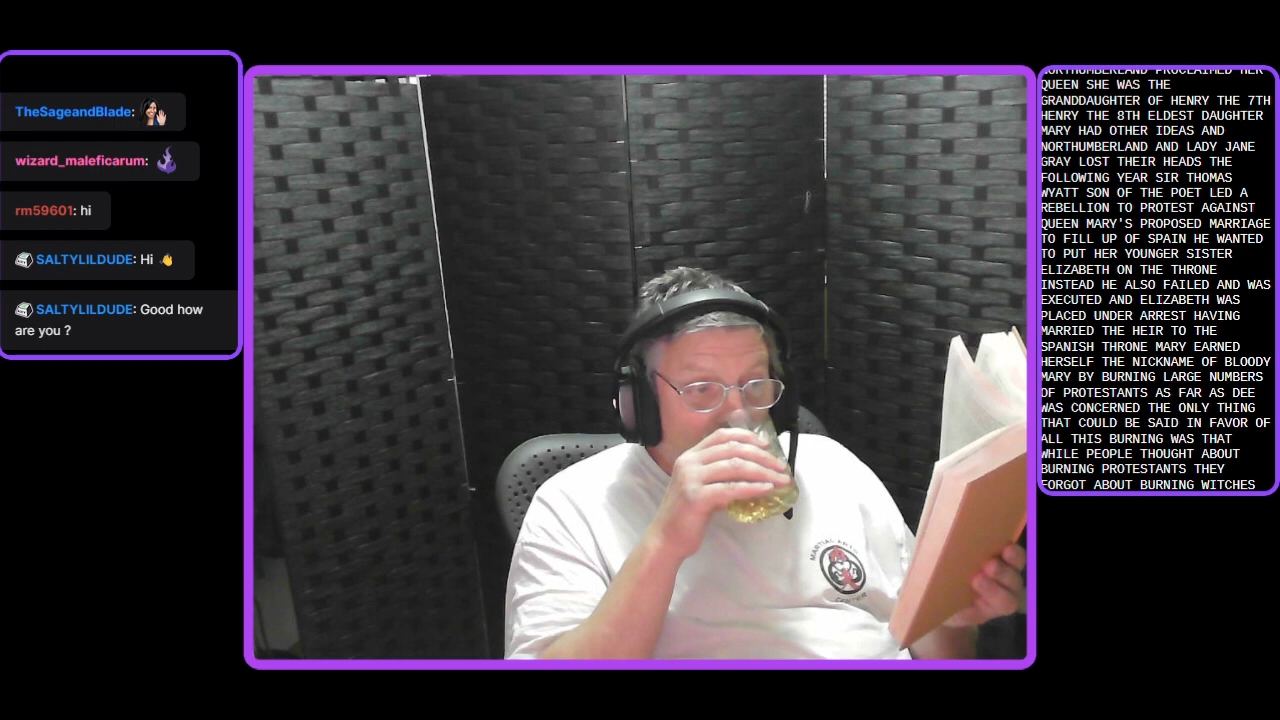 TheSageandBlade:
wizard_maleficarum:
rm59601: hi
SALTYLILDUDE: Hi 👋
SALTYLILDUDE: Good how
are you ?
MARTIAL ARTS
CENTER
NORTHUMBERLAND PROCLAIMED HER
QUEEN SHE WAS THE
GRANDDAUGHTER OF HENRY THE 7TH
HENRY THE 8TH ELDEST DAUGHTER
MARY HAD OTHER IDEAS AND
NORTHUMBERLAND AND LADY JANE
GRAY LOST THEIR HEADS THE
FOLLOWING YEAR SIR THOMAS
WYATT SON OF THE POET LED A
REBELLION TO PROTEST AGAINST
QUEEN MARY'S PROPOSED MARRIAGE
TO FILL UP OF SPAIN HE WANTED
TO PUT HER YOUNGER SISTER
ELIZABETH ON THE THRONE
INSTEAD HE ALSO FAILED AND WAS
EXECUTED AND ELIZABETH WAS
PLACED UNDER ARREST HAVING
MARRIED THE HEIR TO THE
SPANISH THRONE MARY EARNED
HERSELF THE NICKNAME OF BLOODY
MARY BY BURNING LARGE NUMBERS
OF PROTESTANTS AS FAR AS DEE
WAS CONCERNED THE ONLY THING
THAT COULD BE SAID IN FAVOR OF
ALL THIS BURNING WAS THAT
WHILE PEOPLE THOUGHT ABOUT
BURNING PROTESTANTS THEY
FORGOT ABOUT BURNING WITCHES